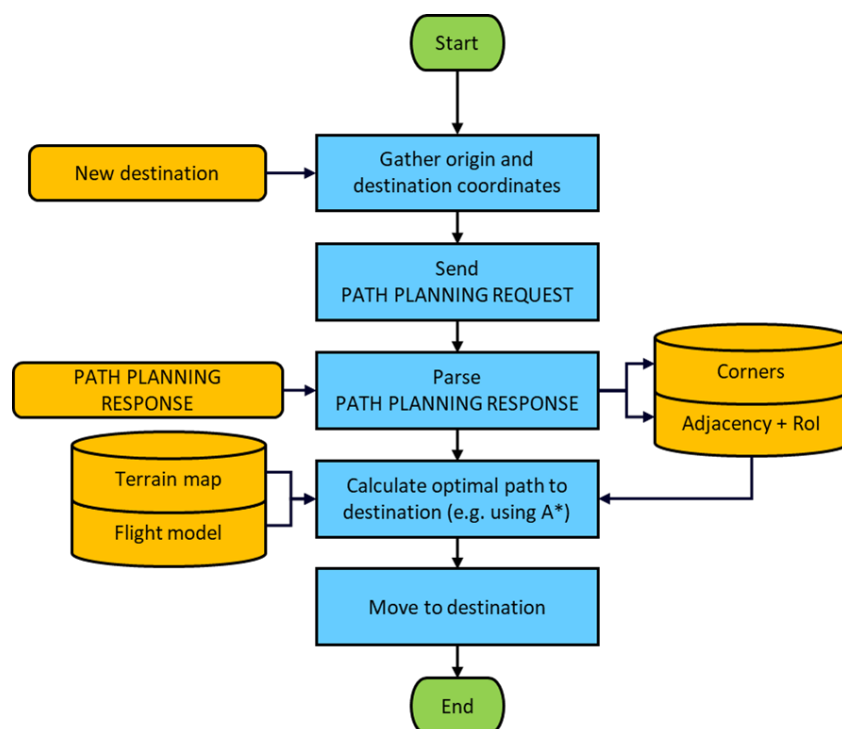 Start
New destination
Gather origin and
destination coordinates
Send
PATH PLANNING REQUEST
PATH PLANNING
RESPONSE
Parse
PATH PLANNING RESPONSE
Corners
Adjacency + RoI
Terrain map
Flight model
Calculate optimal path to
destination (e.g. using A*)
Move to destination
End